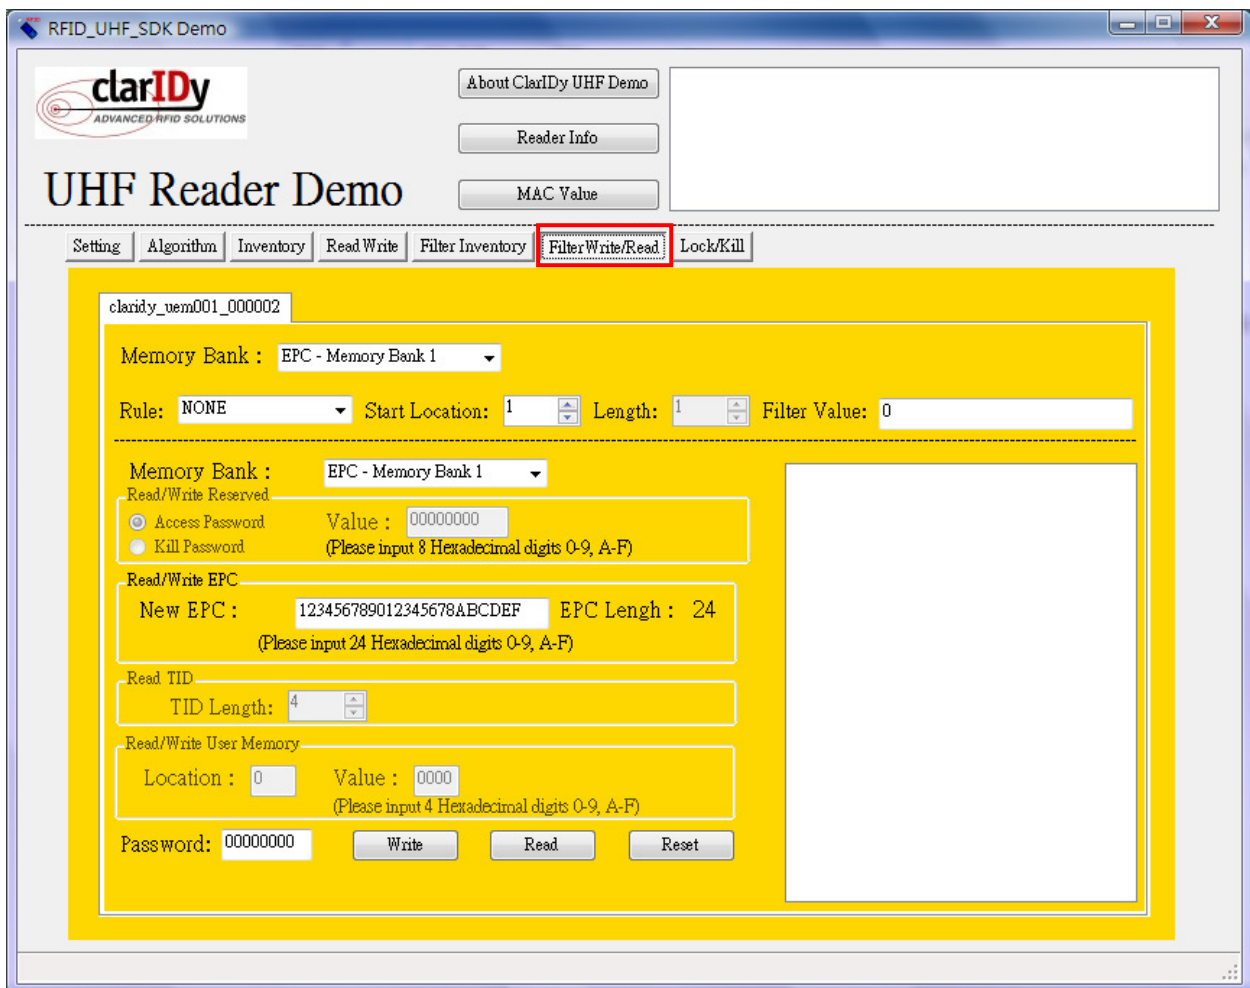 RFID_UHF_SDK Demo
clarIDy
ADVANCED RFID SOLUTIONS
UHF Reader Demo
About ClarIDy UHF Demo
Reader Info
MAC Value
Setting Algorithm Inventory Read Write Filter Inventory FilterWrite/Read Lock/Kill
claridy_uem001_000002
Memory Bank : EPC - Memory Bank 1
Rule: NONE Start Location: 1 Length: 1 Filter Value: 0
Memory Bank : EPC - Memory Bank 1
Read/Write Reserved
Access Password Value : 00000000
Kill Password (Please input 8 Hexadecimal digits 0-9, A-F)
Read/Write EPC
New EPC : 123456789012345678ABCDEF EPC Lengh : 24
(Please input 24 Hexadecimal digits 0-9, A-F)
Read TID
TID Length: 4
Read/Write User Memory
Location : 0 Value : 0000
(Please input 4 Hexadecimal digits 0-9, A-F)
Password: 00000000 Write Read Reset